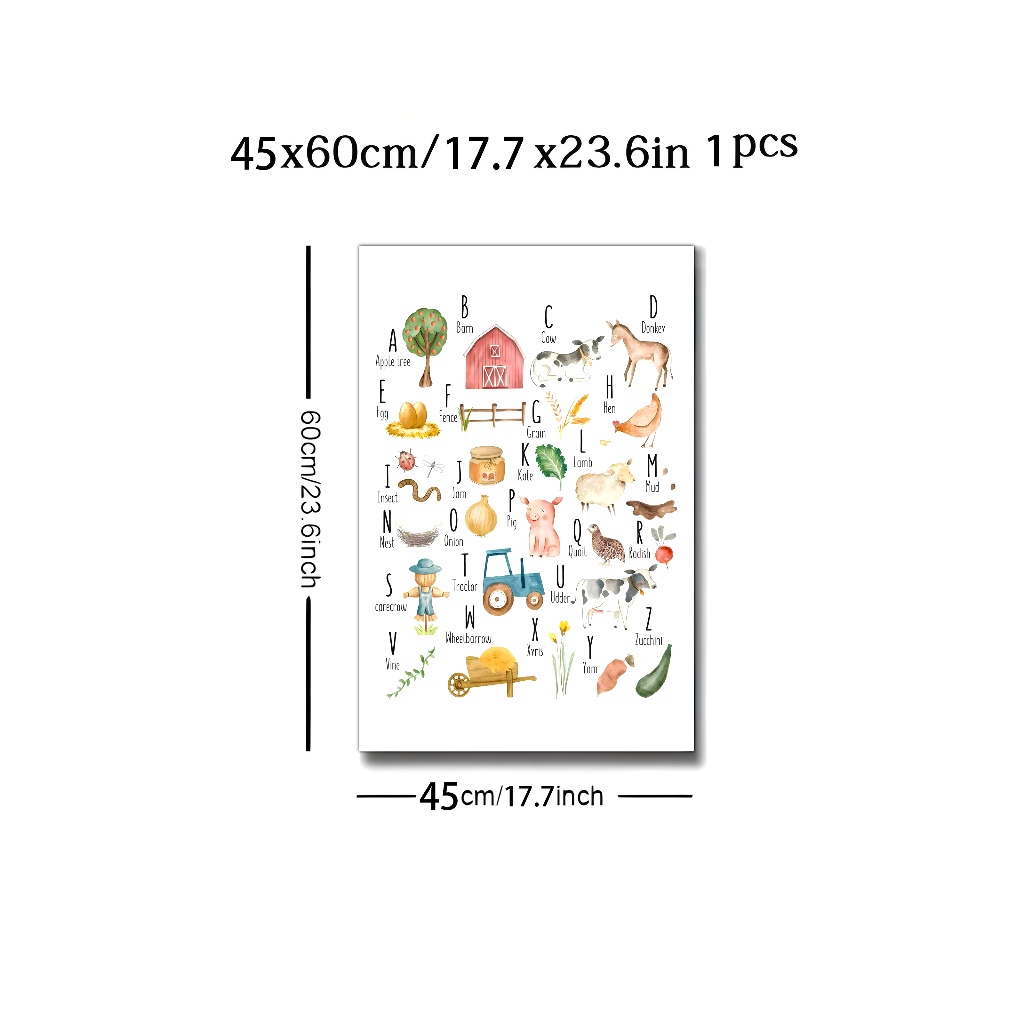 45x60cm/17.7 x23.6in 1pcs
60cm/23.6inch
A
Apple tree
B
Barn
C
Cow
D
Donkey
E
Egg
F
Fence
G
Grain
H
Hen
I
Insect
J
Jam
K
Kale
L
Lamb
M
Mud
N
Nest
O
Onion
P
Pig
Q
Quail
R
Radish
S
carecrow
T
Tractor
U
Udder
V
Vine
W
Wheelbarrow
X
Xyris
Y
Yam
Z
Zucchini
45cm/17.7inch